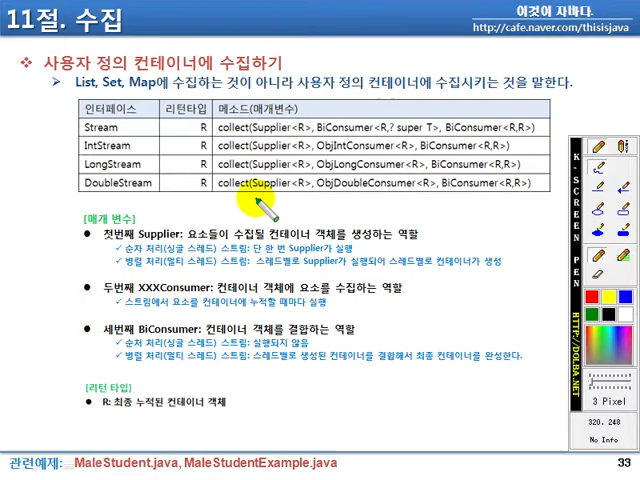 11절. 수집
이것이 자바다.
http://cafe.naver.com/thisisjava
❖ 사용자 정의 컨테이너에 수집하기
➢ List, Set, Map에 수집하는 것이 아니라 사용자 정의 컨테이너에 수집시키는 것을 말한다.
인터페이스 리턴타입 메소드(매개변수)
Stream R collect(Supplier<R>, BiConsumer<R,? super T>, BiConsumer<R,R>)
IntStream R collect(Supplier<R>, ObjIntConsumer<R>, BiConsumer<R,R>)
LongStream R collect(Supplier<R>, ObjLongConsumer<R>, BiConsumer<R,R>)
DoubleStream R collect(Supplier<R>, ObjDoubleConsumer<R>, BiConsumer<R,R>)
[매개 변수]
● 첫번째 Supplier: 요소들이 수집될 컨테이너 객체를 생성하는 역할
✓ 순차 처리(싱글 스레드) 스트림: 단 한 번 Supplier가 실행
✓ 병렬 처리(멀티 스레드) 스트림: 스레드별로 Supplier가 실행되어 스레드별로 컨테이너가 생성
● 두번째 XXXConsumer: 컨테이너 객체에 요소를 수집하는 역할
✓ 스트림에서 요소를 컨테이너에 누적할 때마다 실행
● 세번째 BiConsumer: 컨테이너 객체를 결합하는 역할
✓ 순처 처리(싱글 스레드) 스트림: 실행되지 않음
✓ 병렬 처리(멀티 스레드) 스트림: 스레드별로 생성된 컨테이너를 결합해서 최종 컨테이너를 완성한다.
[리턴 타입]
● R: 최종 누적된 컨테이너 객체
K-SCREEN PEN
HTTP://DOLBA.NET
3 Pixel
320, 248
No Info
관련예제: MaleStudent.java, MaleStudentExample.java
33